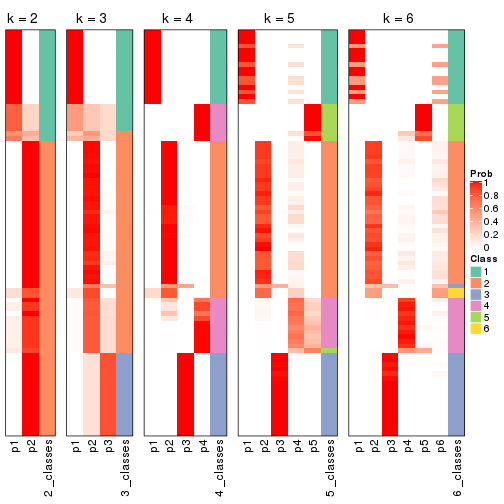 k = 2
k = 3
k = 4
k = 5
k = 6
Prob
1
0.8
0.6
0.4
0.2
0
Class
1
2
3
4
5
6
p1
p2
2_classes
p1
p2
p3
3_classes
p1
p2
p3
p4
4_classes
p1
p2
p3
p4
p5
5_classes
p1
p2
p3
p4
p5
p6
6_classes